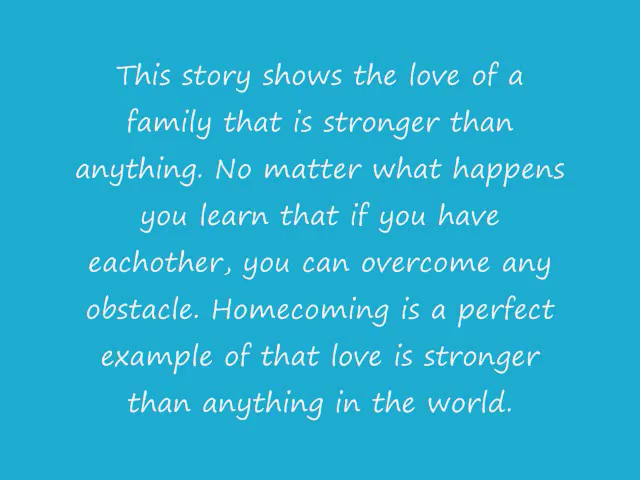 This story shows the love of a
family that is stronger than
anything. No matter what happens
you learn that if you have
eachother, you can overcome any
obstacle. Homecoming is a perfect
example of that love is stronger
than anything in the world.